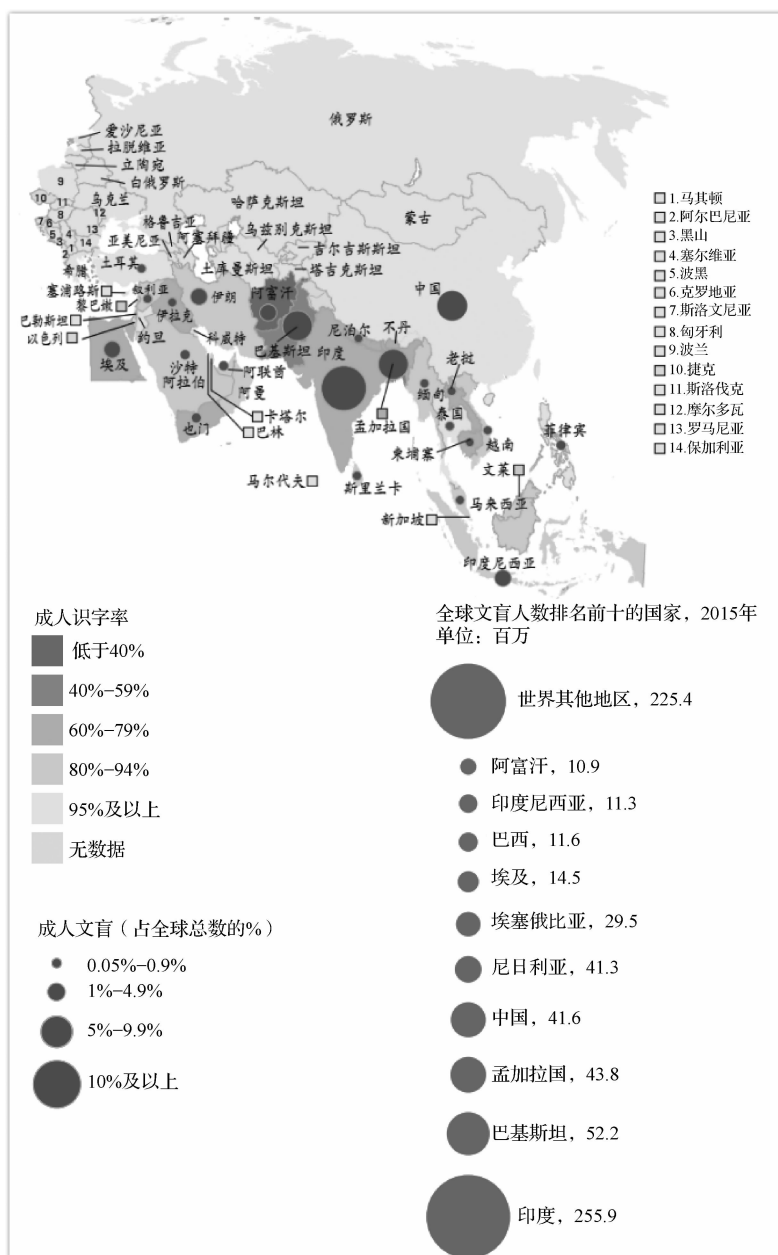 俄罗斯
爱沙尼亚
拉脱维亚
立陶宛
白俄罗斯
乌克兰
9
10
11
12
8
7
6
5
4
13
3
1
14
2
希腊
格鲁吉亚
亚美尼亚
阿塞拜疆
哈萨克斯坦
乌兹别克斯坦
蒙古
吉尔吉斯斯坦
土耳其
土库曼斯坦
塔吉克斯坦
塞浦路斯
叙利亚
黎巴嫩
伊拉克
伊朗
阿富汗
中国
巴勒斯坦
以色列
约旦
科威特
巴基斯坦
印度
尼泊尔
不丹
埃及
沙特
阿拉伯
阿联酋
阿曼
卡塔尔
巴林
也门
孟加拉国
缅甸
老挝
泰国
柬埔寨
越南
菲律宾
文莱
马尔代夫
斯里兰卡
马来西亚
新加坡
印度尼西亚
1.马其顿
2.阿尔巴尼亚
3.黑山
4.塞尔维亚
5.波黑
6.克罗地亚
7.斯洛文尼亚
8.匈牙利
9.波兰
10.捷克
11.斯洛伐克
12.摩尔多瓦
13.罗马尼亚
14.保加利亚
成人识字率
低于40%
40%–59%
60%–79%
80%–94%
95%及以上
无数据
成人文盲（占全球总数的%）
0.05%–0.9%
1%–4.9%
5%–9.9%
10%及以上
全球文盲人数排名前十的国家，2015年
单位：百万
世界其他地区，225.4
阿富汗，10.9
印度尼西亚，11.3
巴西，11.6
埃及，14.5
埃塞俄比亚，29.5
尼日利亚，41.3
中国，41.6
孟加拉国，43.8
巴基斯坦，52.2
印度，255.9